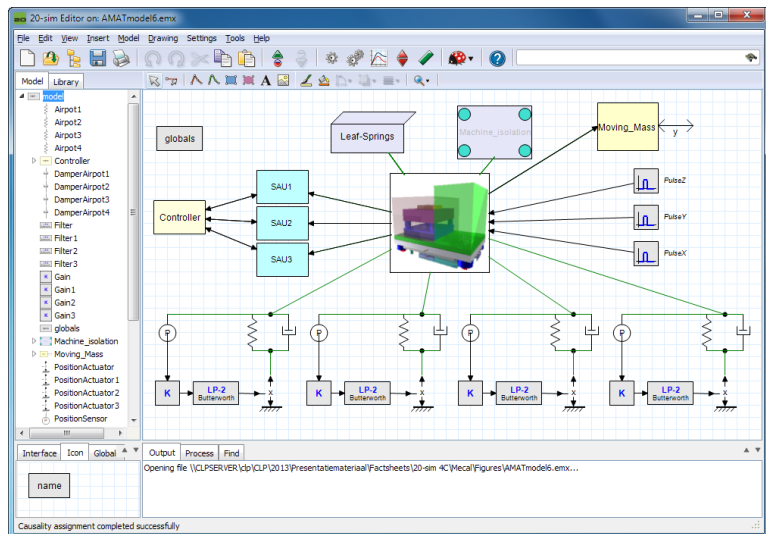 20-sim Editor on: AMATmodel6.emx
File Edit View Insert Model Drawing Settings Tools Help
Model Library
model
Airpot1
Airpot2
Airpot3
Airpot4
Controller
DamperAirpot1
DamperAirpot2
DamperAirpot3
DamperAirpot4
Filter
Filter1
Filter2
Filter3
K Gain
K Gain1
K Gain2
K Gain3
globals
Machine_isolation
Moving_Mass
PositionActuator
PositionActuator1
PositionActuator2
PositionActuator3
PositionSensor
globals
Leaf-Springs
Machine_isolation
Moving_Mass
y
Controller
SAU1
SAU2
SAU3
PulseZ
PulseY
PulseX
P P P P
K LP-2 Butterworth x
K LP-2 Butterworth x
K LP-2 Butterworth x
K LP-2 Butterworth x
Interface Icon Global
name
Output Process Find
Opening file \\CLPSERVER\clp\CLP\2013\Presentatiemateriaal\Factsheets\20-sim 4C\Mecal\Figures\AMATmodel6.emx...
Causality assignment completed successfully